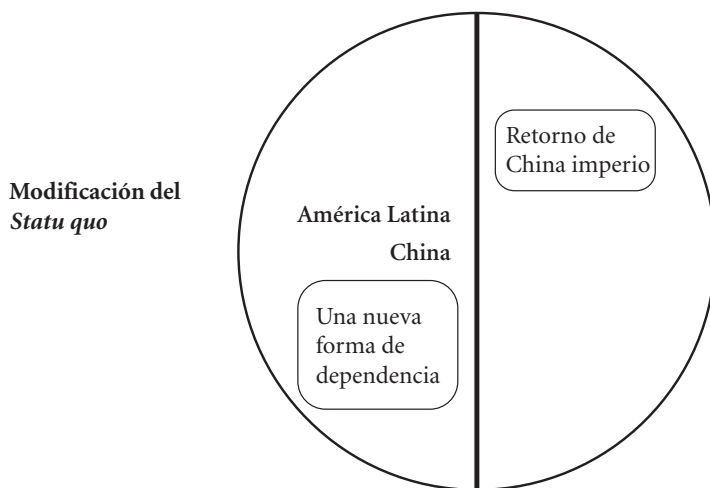 Modificación del
Statu quo
América Latina
China
Una nueva
forma de
dependencia
Retorno de
China imperio